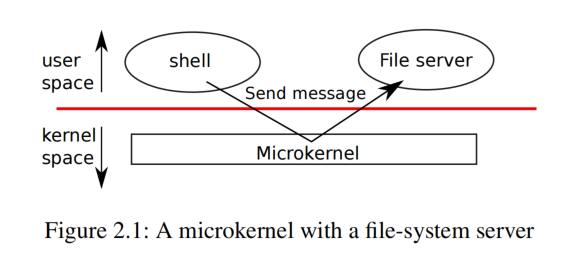 user
space
shell
File server
Send message
kernel
space
Microkernel
Figure 2.1: A microkernel with a file-system server